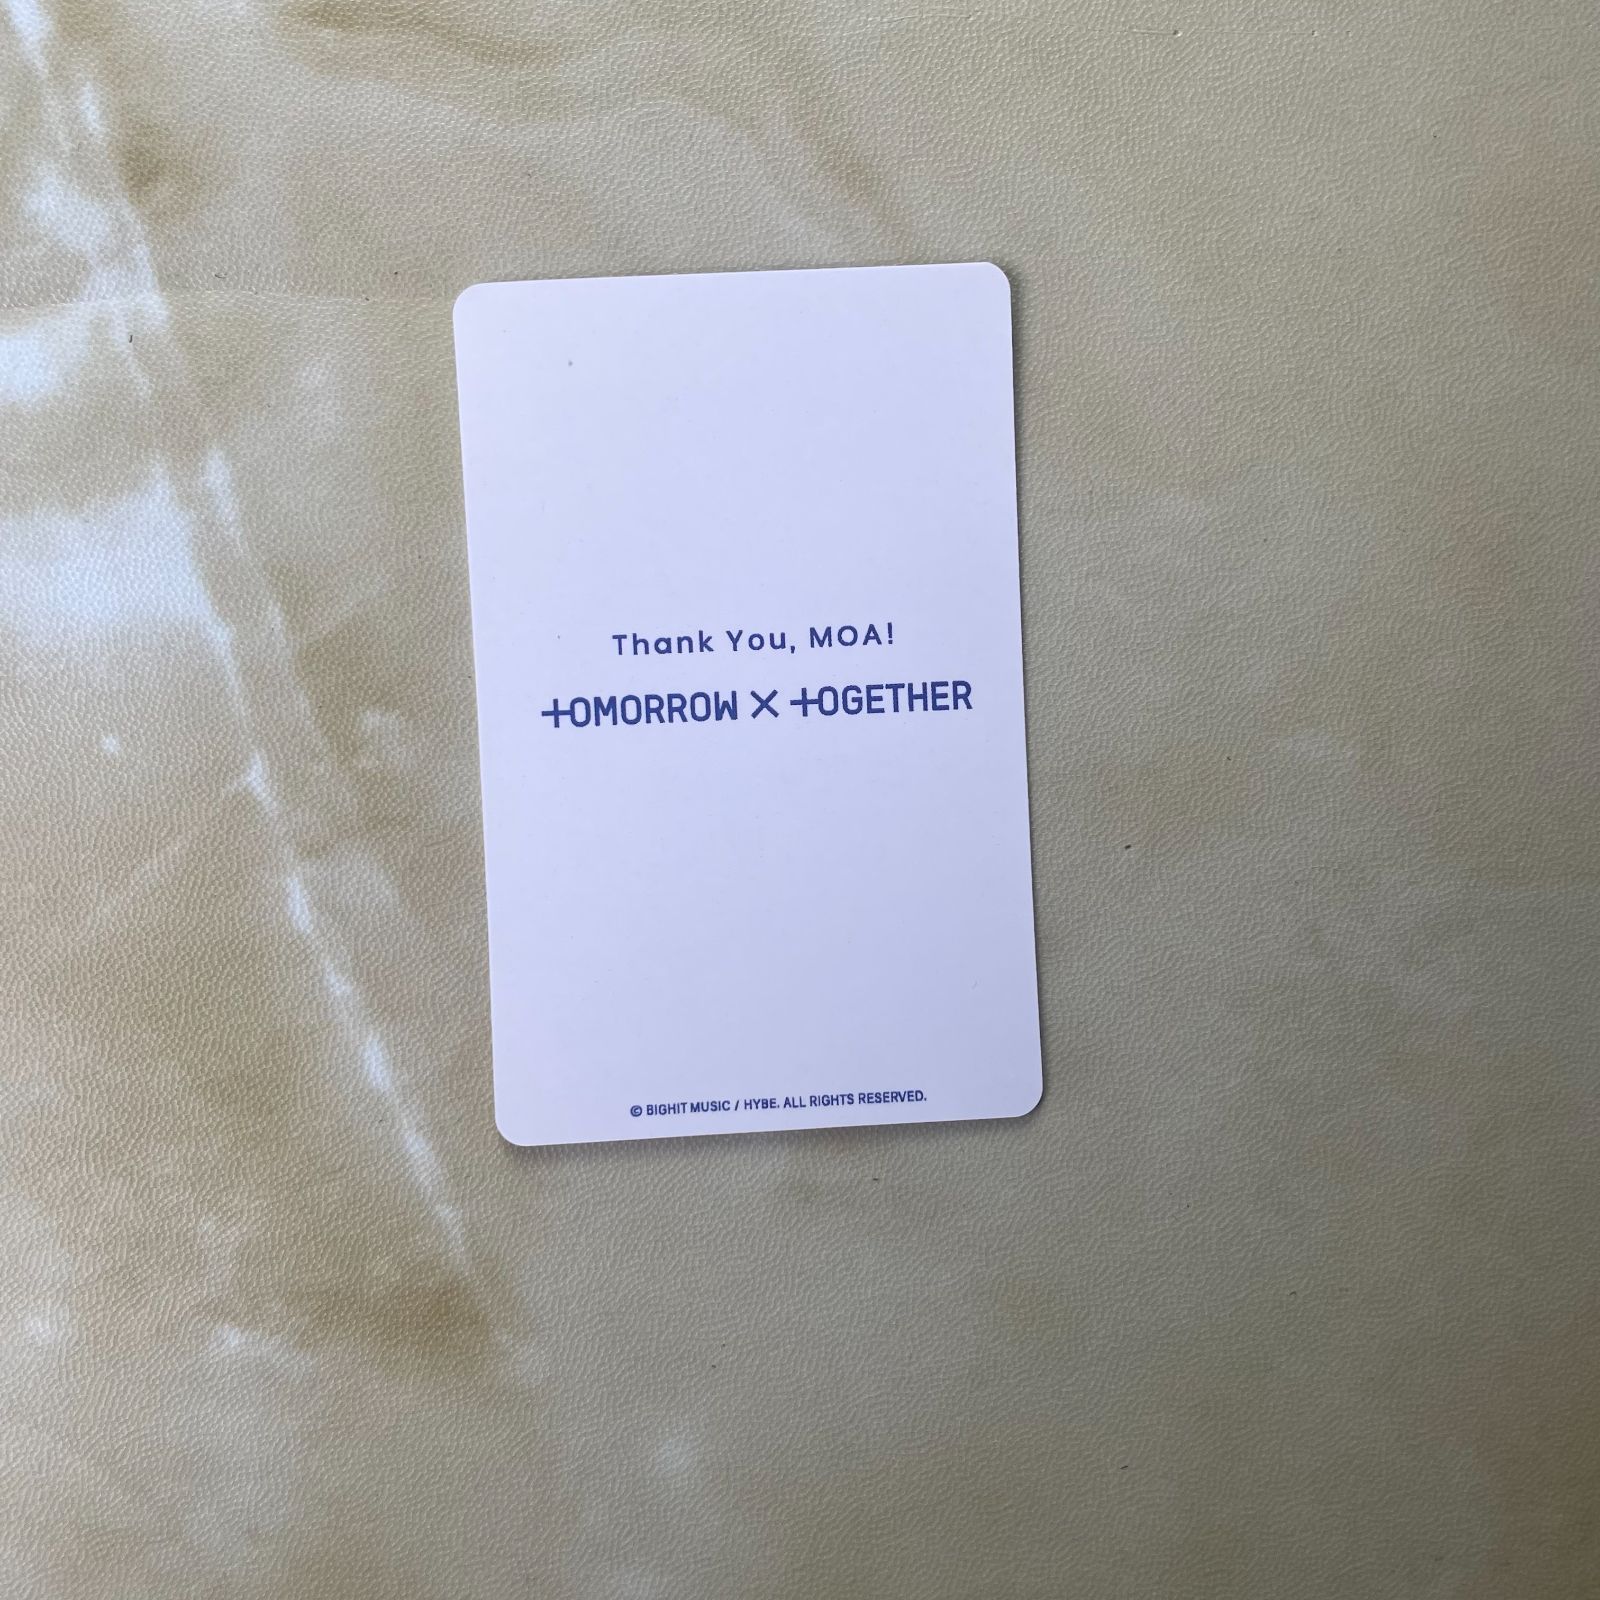 Thank You, MOA!
TOMORROW X TOGETHER
© BIGHIT MUSIC / HYBE. ALL RIGHTS RESERVED.